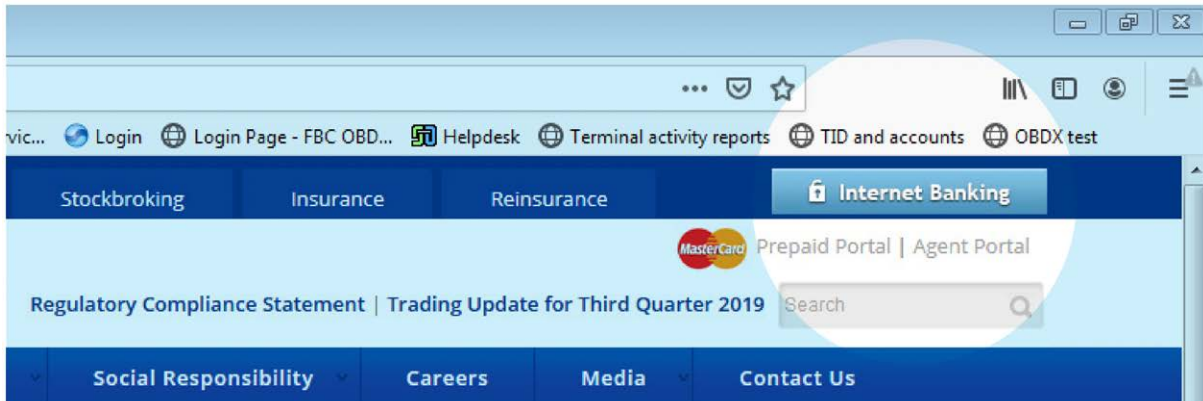 vic... Login Login Page - FBC OBD... Helpdesk Terminal activity reports TID and accounts OBDX test
Stockbroking Insurance Reinsurance Internet Banking
MasterCard Prepaid Portal | Agent Portal
Regulatory Compliance Statement | Trading Update for Third Quarter 2019 Search
Social Responsibility Careers Media Contact Us